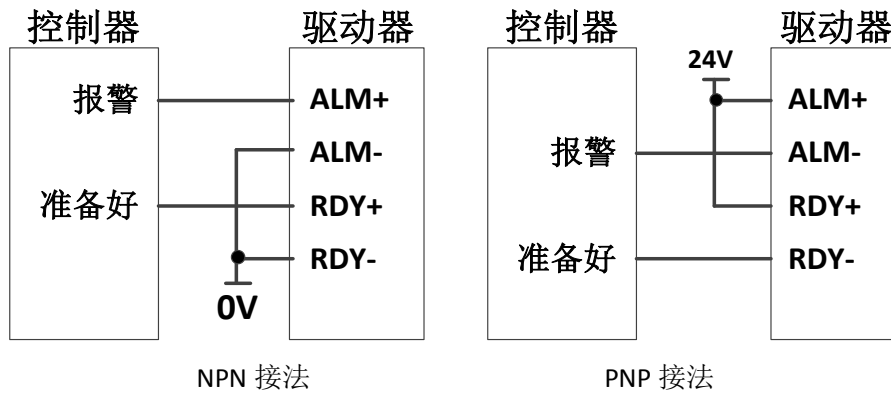 控制器
驱动器
报警
ALM+
ALM-
准备好
RDY+
RDY-
0V
NPN 接法
控制器
驱动器
24V
ALM+
报警
ALM-
RDY+
准备好
RDY-
PNP 接法